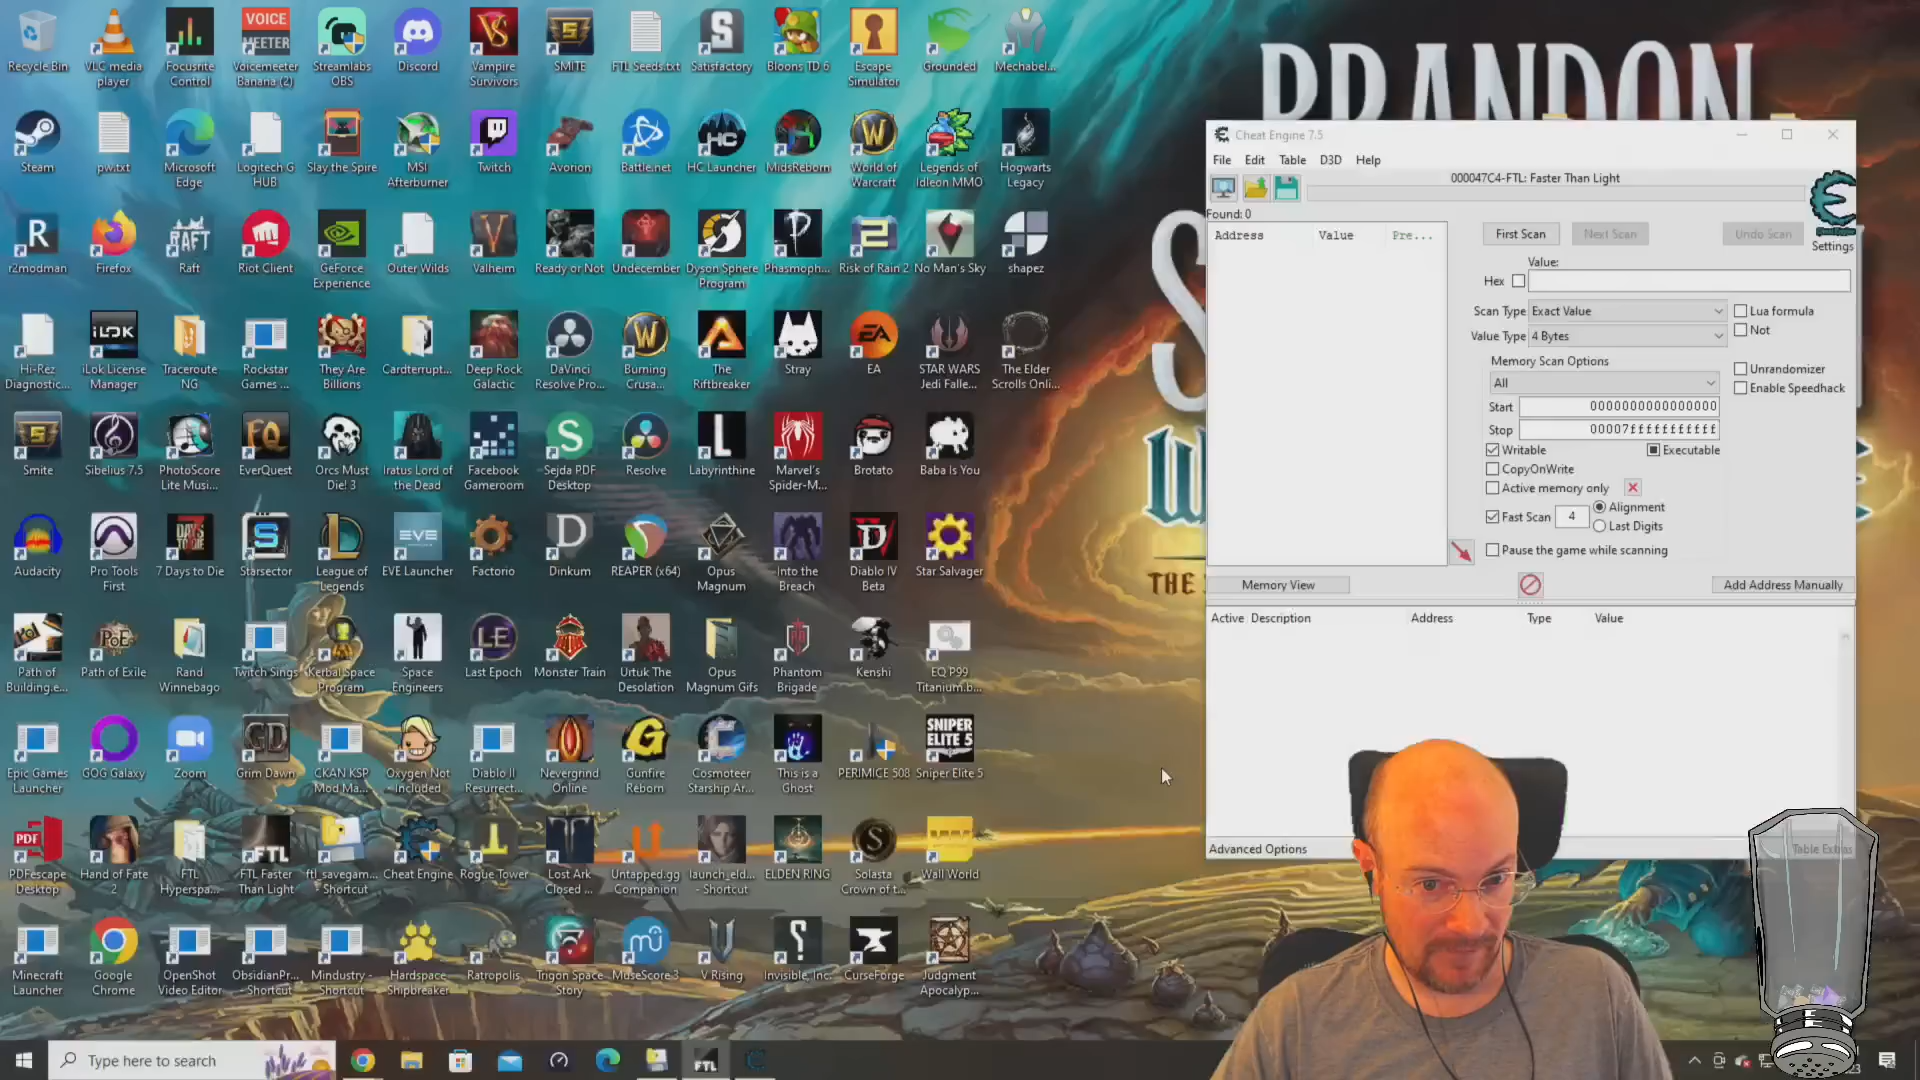 Recycle Bin
VLC media
player
Focusrite
Control
VOICE
MEETER
Voicemeeter
Banana (2)
Streamlabs
OBS
Discord
Vampire
Survivors
SMITE
FTL Seeds.txt
Satisfactory
Bloons TD 6
Escape
Simulator
Grounded
Mechabel...
Steam
pw.txt
Microsoft
Edge
Logitech G
HUB
Slay the Spire
MSI
Afterburner
Twitch
Avorion
Battle.net
HC
HC Launcher
MidsReborn
World of
Warcraft
Legends of
Idleon MMO
Hogwarts
Legacy
r2modman
Firefox
RAFT
Raft
Riot Client
GeForce
Experience
Outer Wilds
Valheim
Ready or Not
Undecember
Dyson Sphere
Program
Phasmoph...
Risk of Rain 2
No Man's Sky
shapez
Hi-Rez
Diagnostic...
iLOK
iLok License
Manager
Traceroute
NG
Rockstar
Games ...
They Are
Billions
Cardterrupt...
Deep Rock
Galactic
DaVinci
Resolve Pro...
Burning
Crusa...
The
Riftbreaker
Stray
EA
EA
STAR WARS
Jedi Falle...
The Elder
Scrolls Onli...
Smite
Sibelius 7.5
PhotoScore
Lite Musi...
EverQuest
Orcs Must
Die! 3
Iratus Lord of
the Dead
Facebook
Gameroom
Sejda PDF
Desktop
Resolve
Labyrinthine
Marvel's
Spider-M...
Brotato
Baba Is You
Audacity
Pro Tools
First
7 Days to Die
Starsector
League of
Legends
EVE
EVE Launcher
Factorio
Dinkum
REAPER (x64)
Opus
Magnum
Into the
Breach
Diablo IV
Beta
Star Salvager
Path of
Building.e...
Path of Exile
Rand
Winnebago
Twitch Sings
Kerbal Space
Program
Space
Engineers
LE
Last Epoch
Monster Train
Urtuk The
Desolation
Opus
Magnum Gifs
Phantom
Brigade
Kenshi
EQ P99
Titanium.b...
Epic Games
Launcher
GOG Galaxy
Zoom
GD
Grim Dawn
CKAN KSP
Mod Ma...
Oxygen Not
Included
Diablo II
Resurrect...
Nevergrind
Online
Gunfire
Reborn
Cosmoteer
Starship Ar...
This is a
Ghost
PERIMICE 508
SNIPER
ELITE 5
Sniper Elite 5
PDF
PDFescape
Desktop
Hand of Fate
2
FTL
Hyperspa...
FTL
FTL Faster
Than Light
ftl_savegam...
- Shortcut
Cheat Engine
Rogue Tower
Lost Ark
Closed ...
Untapped.gg
Companion
launch_eld...
- Shortcut
ELDEN RING
Solasta
Crown of t...
Wall World
Minecraft
Launcher
Google
Chrome
OpenShot
Video Editor
ObsidianPr...
- Shortcut
Mindustry -
Shortcut
Hardspace
Shipbreaker
Ratropolis
Trigon Space
Story
MuseScore 3
V Rising
Invisible, Inc.
CurseForge
Judgment
Apocalyp...
BRANDON
THE
Cheat Engine 7.5
File Edit Table D3D Help
000047C4-FTL: Faster Than Light
Found: 0
Address Value Pre...
First Scan Next Scan Undo Scan
Settings
Value:
Hex
Scan Type Exact Value
Lua formula
Not
Value Type 4 Bytes
Memory Scan Options
All
Unrandomizer
Enable Speedhack
Start 0000000000000000
Stop 00007fffffffffff
Writable Executable
CopyOnWrite
Active memory only
Fast Scan 4 Alignment
Last Digits
Pause the game while scanning
Memory View Add Address Manually
Active Description Address Type Value
Advanced Options
Table Extras
Type here to search
FTL